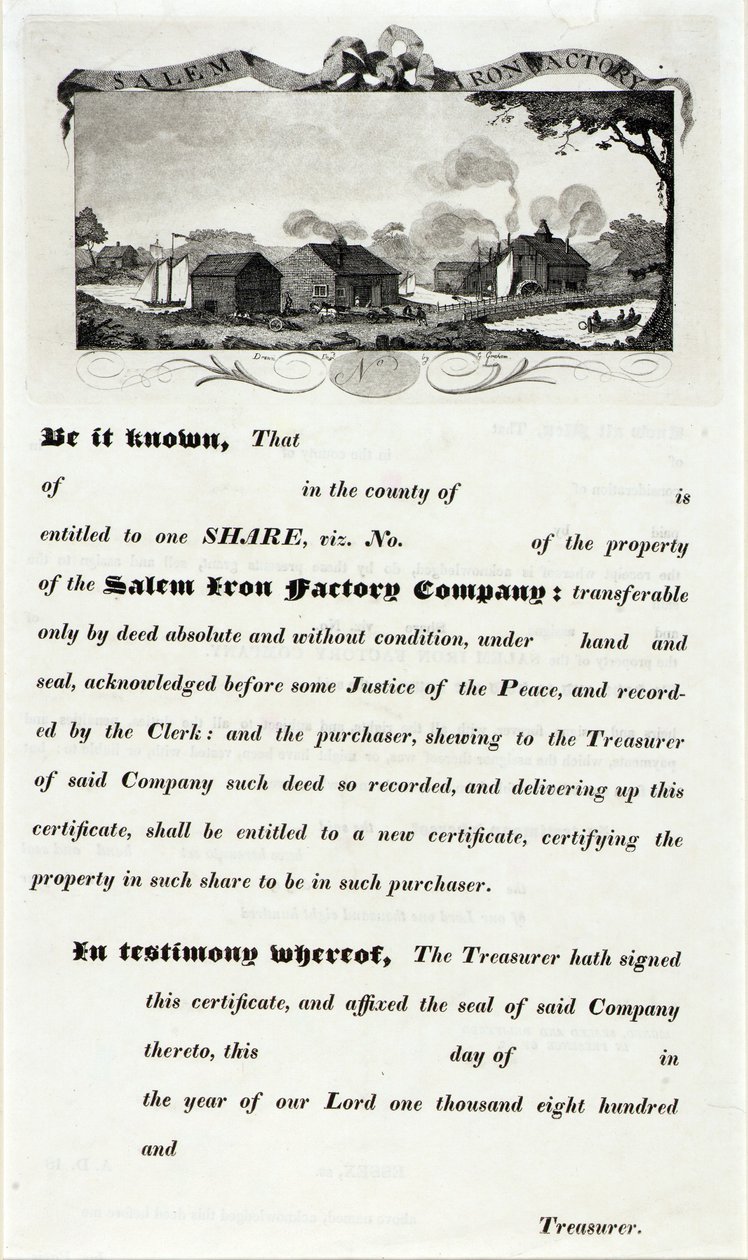 SALEM IRON FACTORY
Drawn by G Graham
No
Be it known, That
of in the county of is
entitled to one SHARE, viz. No. of the property
of the Salem Iron Factory Company: transferable
only by deed absolute and without condition, under hand and
seal, acknowledged before some Justice of the Peace, and record-
ed by the Clerk: and the purchaser, shewing to the Treasurer
of said Company such deed so recorded, and delivering up this
certificate, shall be entitled to a new certificate, certifying the
property in such share to be in such purchaser.
In testimony whereof, The Treasurer hath signed
this certificate, and affixed the seal of said Company
thereto, this day of in
the year of our Lord one thousand eight hundred
and
Treasurer.